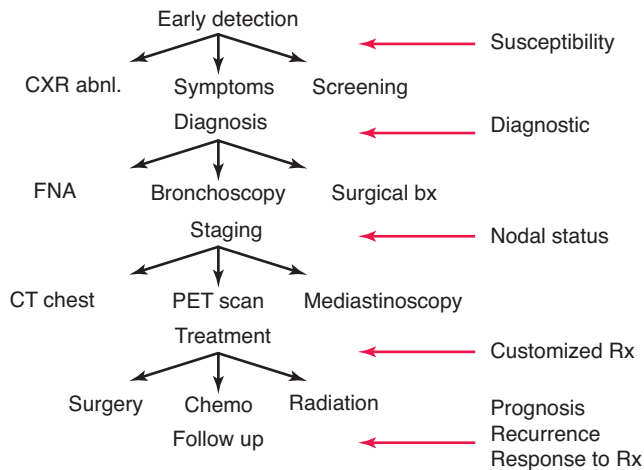 Early detection
Susceptibility
CXR abnl.
Symptoms
Screening
Diagnosis
Diagnostic
FNA
Bronchoscopy
Surgical bx
Staging
Nodal status
CT chest
PET scan
Mediastinoscopy
Treatment
Customized Rx
Surgery
Chemo
Radiation
Follow up
Prognosis
Recurrence
Response to Rx